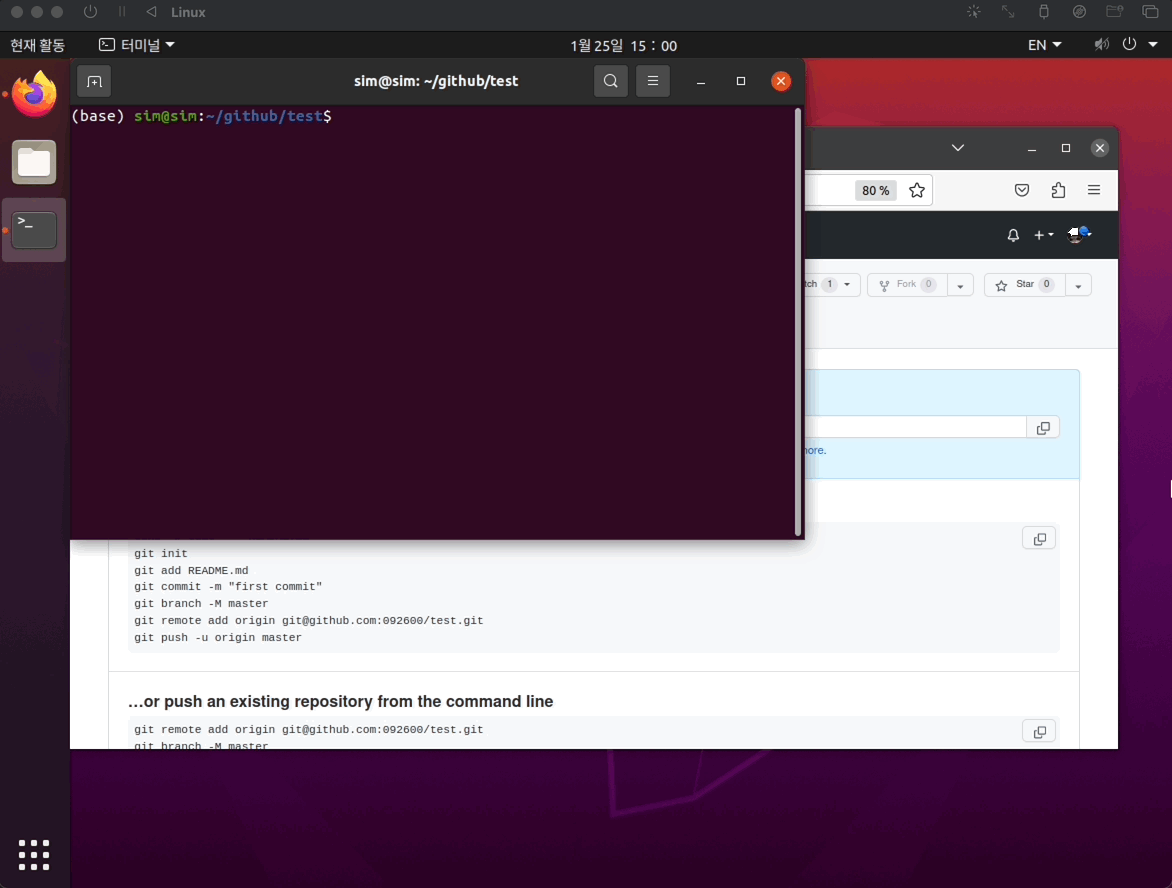 Linux
현재 활동
터미널
1월 25일 15 : 00
EN
sim@sim: ~/github/test
(base) sim@sim:~/github/test$
80 %
1
Fork 0
Star 0
more.
git init
git add README.md
git commit -m "first commit"
git branch -M master
git remote add origin git@github.com:092600/test.git
git push -u origin master
…or push an existing repository from the command line
git remote add origin git@github.com:092600/test.git
git branch -M master